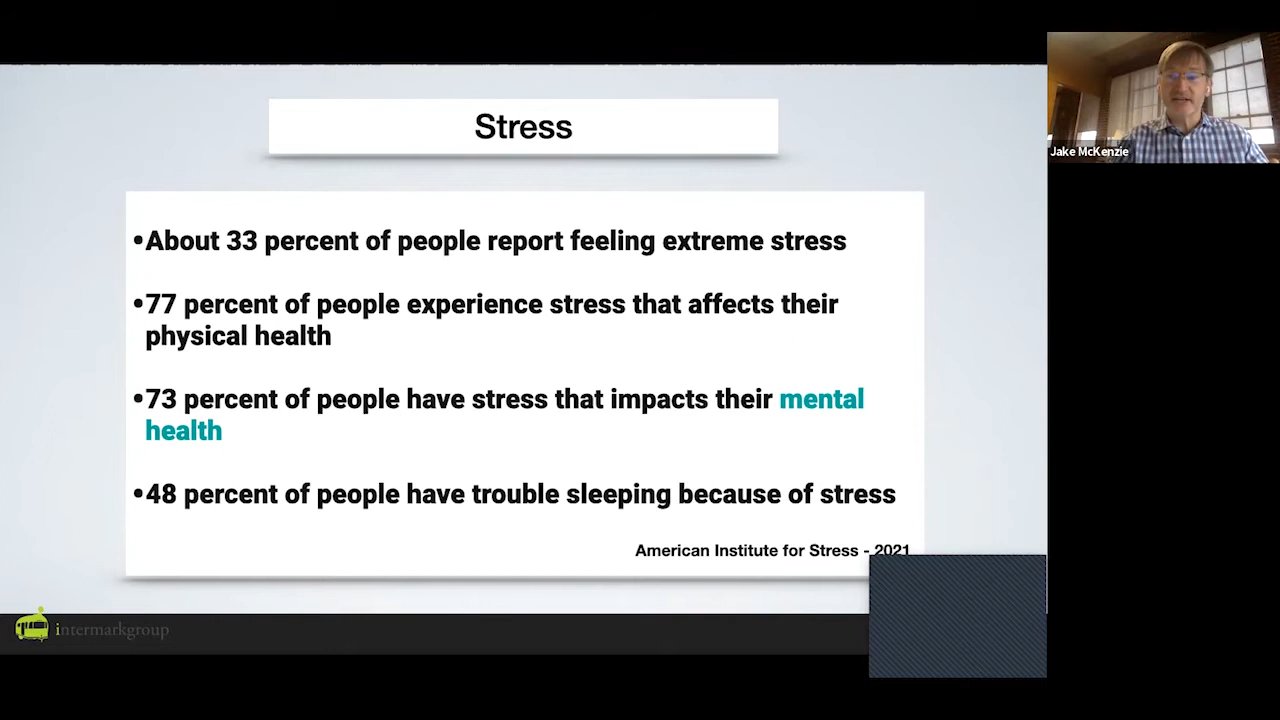 Stress
•About 33 percent of people report feeling extreme stress
•77 percent of people experience stress that affects their
physical health
•73 percent of people have stress that impacts their mental
health
•48 percent of people have trouble sleeping because of stress
American Institute for Stress - 2021
intermarkgroup
Jake McKenzie